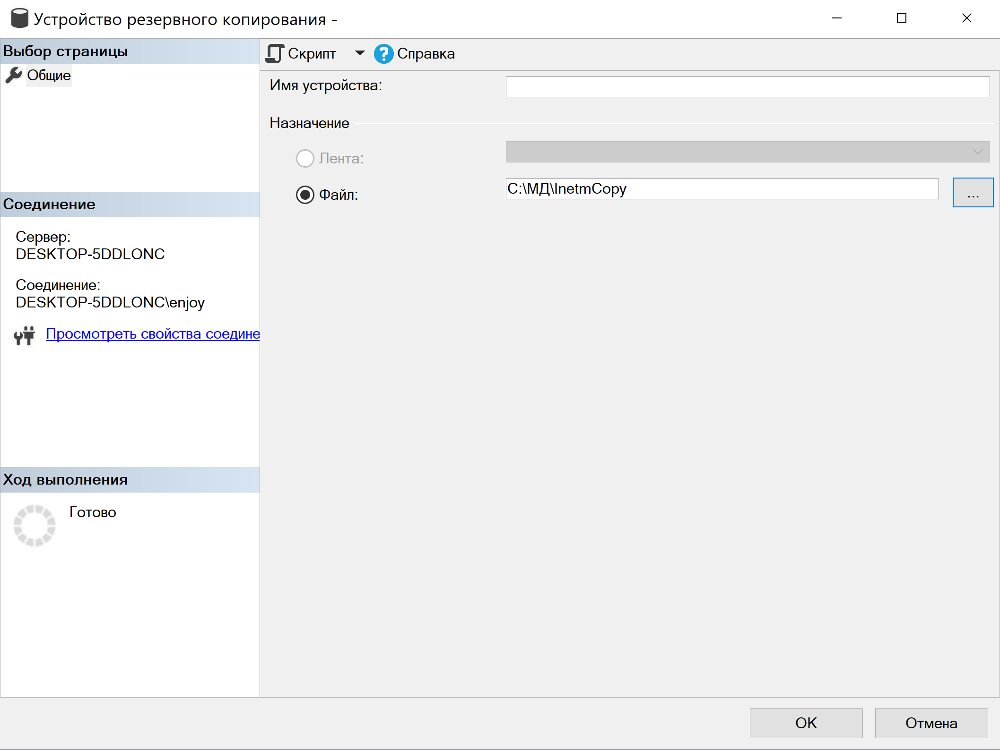 Устройство резервного копирования -
Выбор страницы
Общие
Соединение
Сервер:
DESKTOP-5DDLONC
Соединение:
DESKTOP-5DDLONC\enjoy
Просмотреть свойства соедине
Ход выполнения
Готово
Скрипт
Справка
Имя устройства:
Назначение
Лента:
Файл:
C:\МД\InetmCopy
...
OK
Отмена